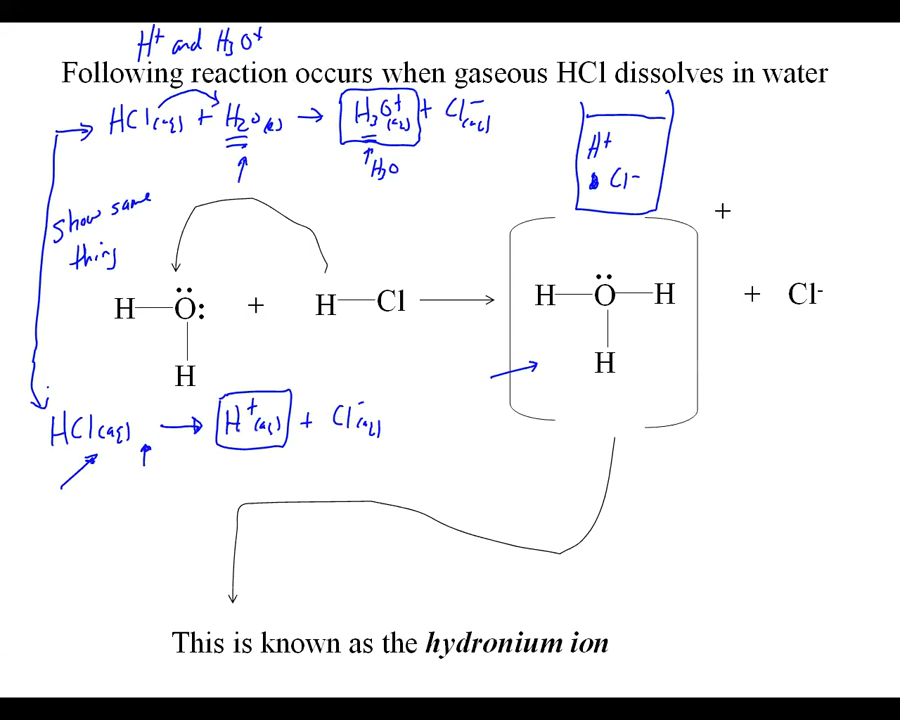 H⁺ and H₃O⁺
Following reaction occurs when gaseous HCl dissolves in water
HCl(aq) + H₂O(l) → H₃O⁺(aq) + Cl⁻(aq)
H₃O
H⁺
Cl⁻
show same
thing
+
H—Ö: + H—Cl → H—Ö—H + Cl⁻
H H
HCl(aq) → H⁺(aq) + Cl⁻(aq)
This is known as the hydronium ion